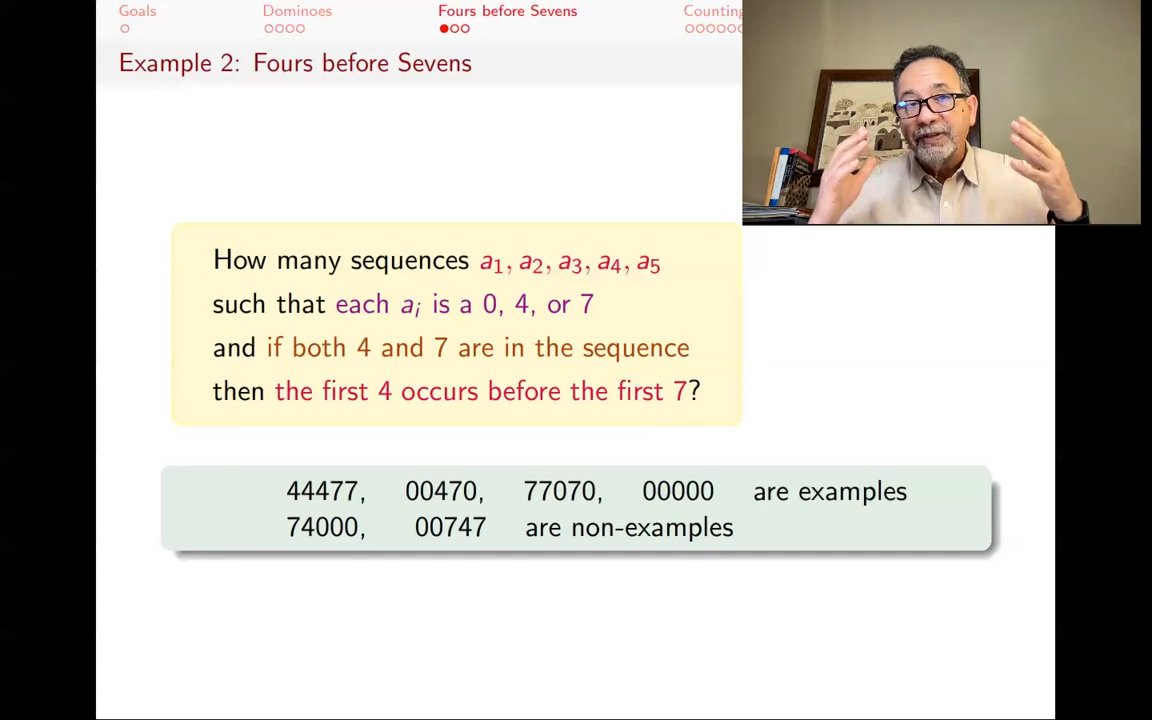 Goals Dominoes Fours before Sevens Counting
Example 2: Fours before Sevens
How many sequences a₁, a₂, a₃, a₄, a₅
such that each aᵢ is a 0, 4, or 7
and if both 4 and 7 are in the sequence
then the first 4 occurs before the first 7?
44477, 00470, 77070, 00000 are examples
74000, 00747 are non-examples